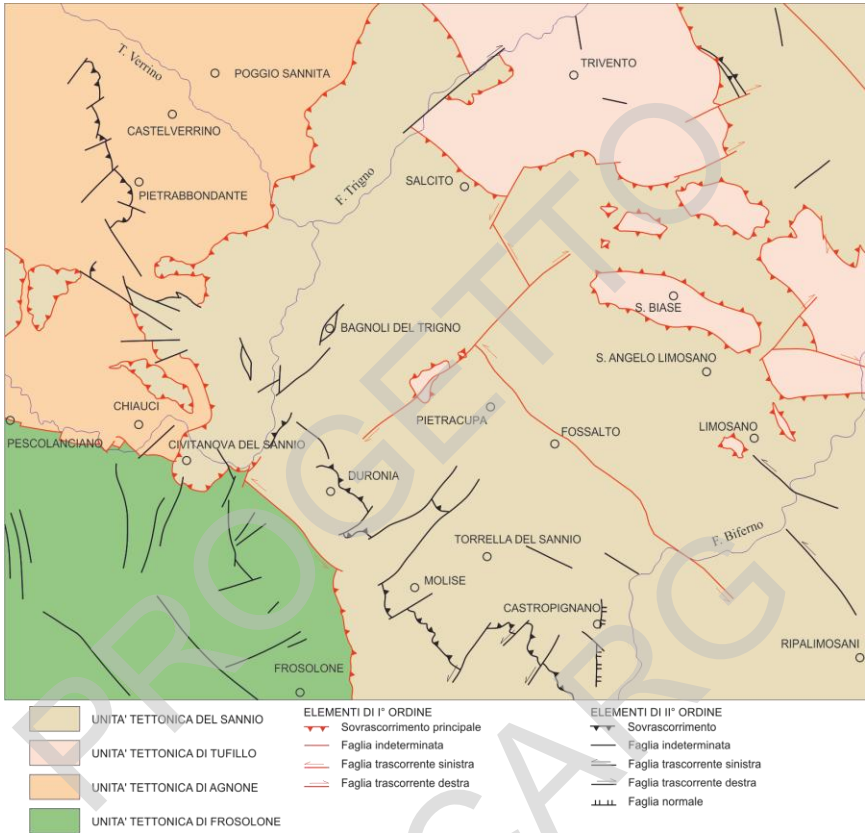 T. Verrino
POGGIO SANNITA
TRIVENTO
CASTELVERRINO
PIETRABBONDANTE
SALCITO
F. Trigno
S. BIASE
BAGNOLI DEL TRIGNO
S. ANGELO LIMOSANO
CHIAUCI
PIETRACUPA
PESCOLANCIANO
CIVITANOVA DEL SANNIO
FOSSALTO
LIMOSANO
DURONIA
F. Biferno
TORRELLA DEL SANNIO
MOLISE
CASTROPIGNANO
RIPALIMOSANI
FROSOLONE
PROGETTO
CARG
UNITA' TETTONICA DEL SANNIO
UNITA' TETTONICA DI TUFILLO
UNITA' TETTONICA DI AGNONE
UNITA' TETTONICA DI FROSOLONE
ELEMENTI DI I° ORDINE
Sovrascorrimento principale
Faglia indeterminata
Faglia trascorrente sinistra
Faglia trascorrente destra
ELEMENTI DI II° ORDINE
Sovrascorrimento
Faglia indeterminata
Faglia trascorrente sinistra
Faglia trascorrente destra
Faglia normale